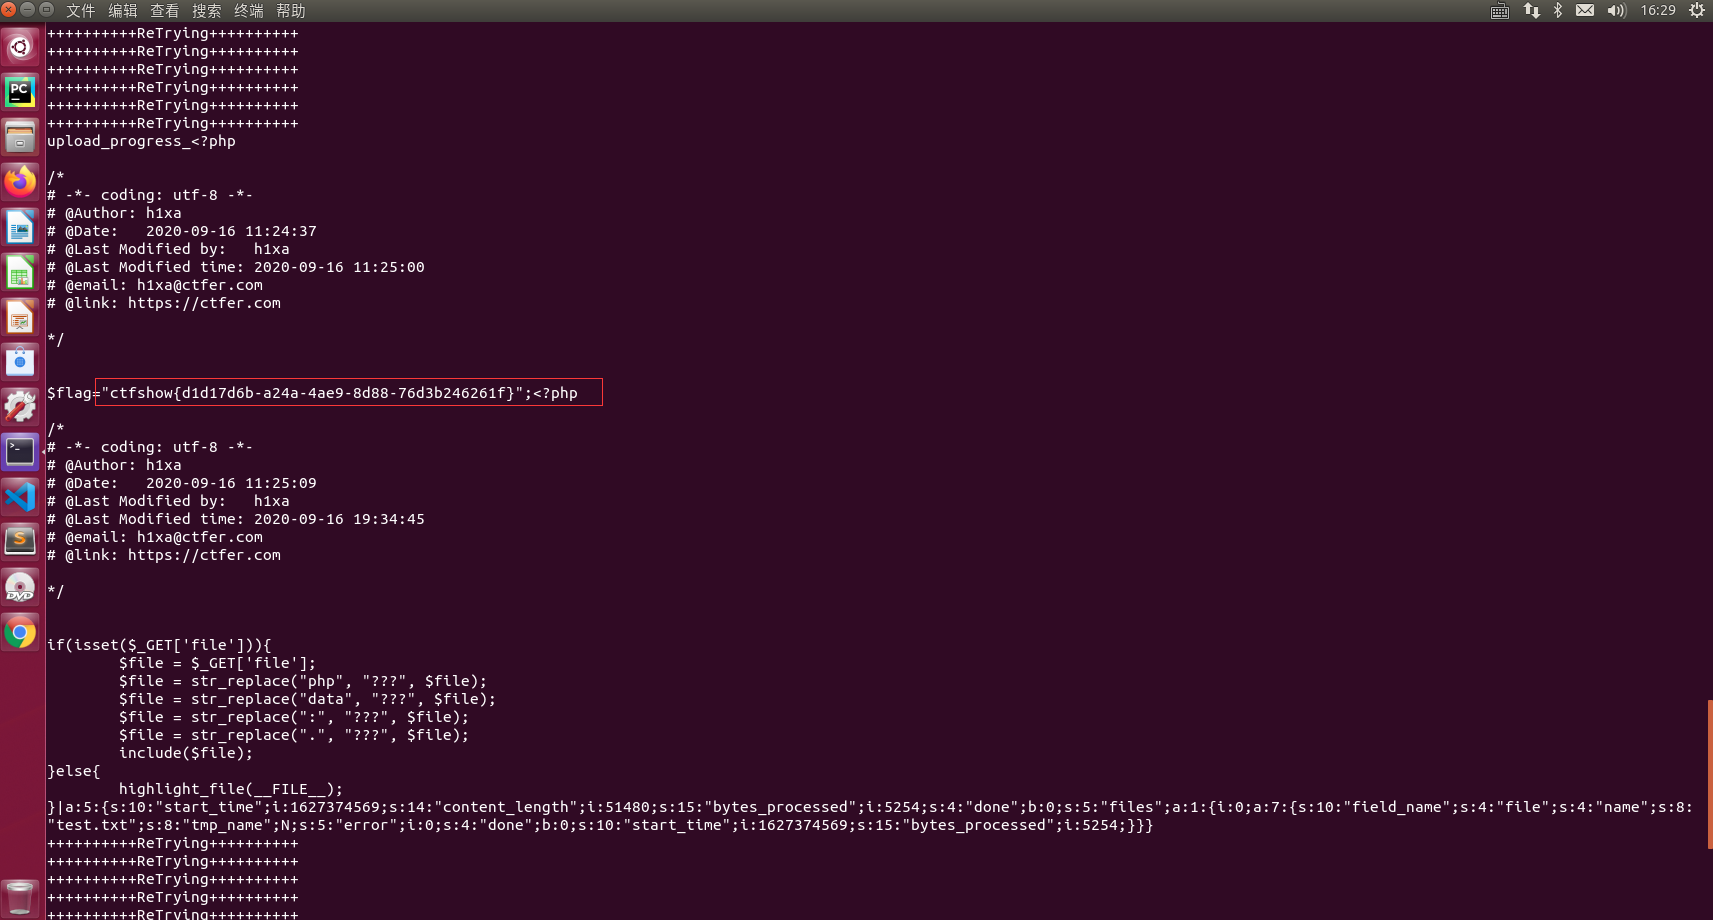 文件 编辑 查看 搜索 终端 帮助 16:29
++++++++++ReTrying++++++++++
++++++++++ReTrying++++++++++
++++++++++ReTrying++++++++++
++++++++++ReTrying++++++++++
++++++++++ReTrying++++++++++
++++++++++ReTrying++++++++++
upload_progress_<?php
/*
# -*- coding: utf-8 -*-
# @Author: h1xa
# @Date:   2020-09-16 11:24:37
# @Last Modified by:   h1xa
# @Last Modified time: 2020-09-16 11:25:00
# @email: h1xa@ctfer.com
# @link: https://ctfer.com
*/
$flag="ctfshow{d1d17d6b-a24a-4ae9-8d88-76d3b246261f}";<?php
/*
# -*- coding: utf-8 -*-
# @Author: h1xa
# @Date:   2020-09-16 11:25:09
# @Last Modified by:   h1xa
# @Last Modified time: 2020-09-16 19:34:45
# @email: h1xa@ctfer.com
# @link: https://ctfer.com
*/
if(isset($_GET['file'])){
        $file = $_GET['file'];
        $file = str_replace("php", "???", $file);
        $file = str_replace("data", "???", $file);
        $file = str_replace(":", "???", $file);
        $file = str_replace(".", "???", $file);
        include($file);
}else{
        highlight_file(__FILE__);
}|a:5:{s:10:"start_time";i:1627374569;s:14:"content_length";i:51480;s:15:"bytes_processed";i:5254;s:4:"done";b:0;s:5:"files";a:1:{i:0;a:7:{s:10:"field_name";s:4:"file";s:4:"name";s:8:
"test.txt";s:8:"tmp_name";N;s:5:"error";i:0;s:4:"done";b:0;s:10:"start_time";i:1627374569;s:15:"bytes_processed";i:5254;}}}
++++++++++ReTrying++++++++++
++++++++++ReTrying++++++++++
++++++++++ReTrying++++++++++
++++++++++ReTrying++++++++++
++++++++++ReTrying++++++++++
PC
S
DVD